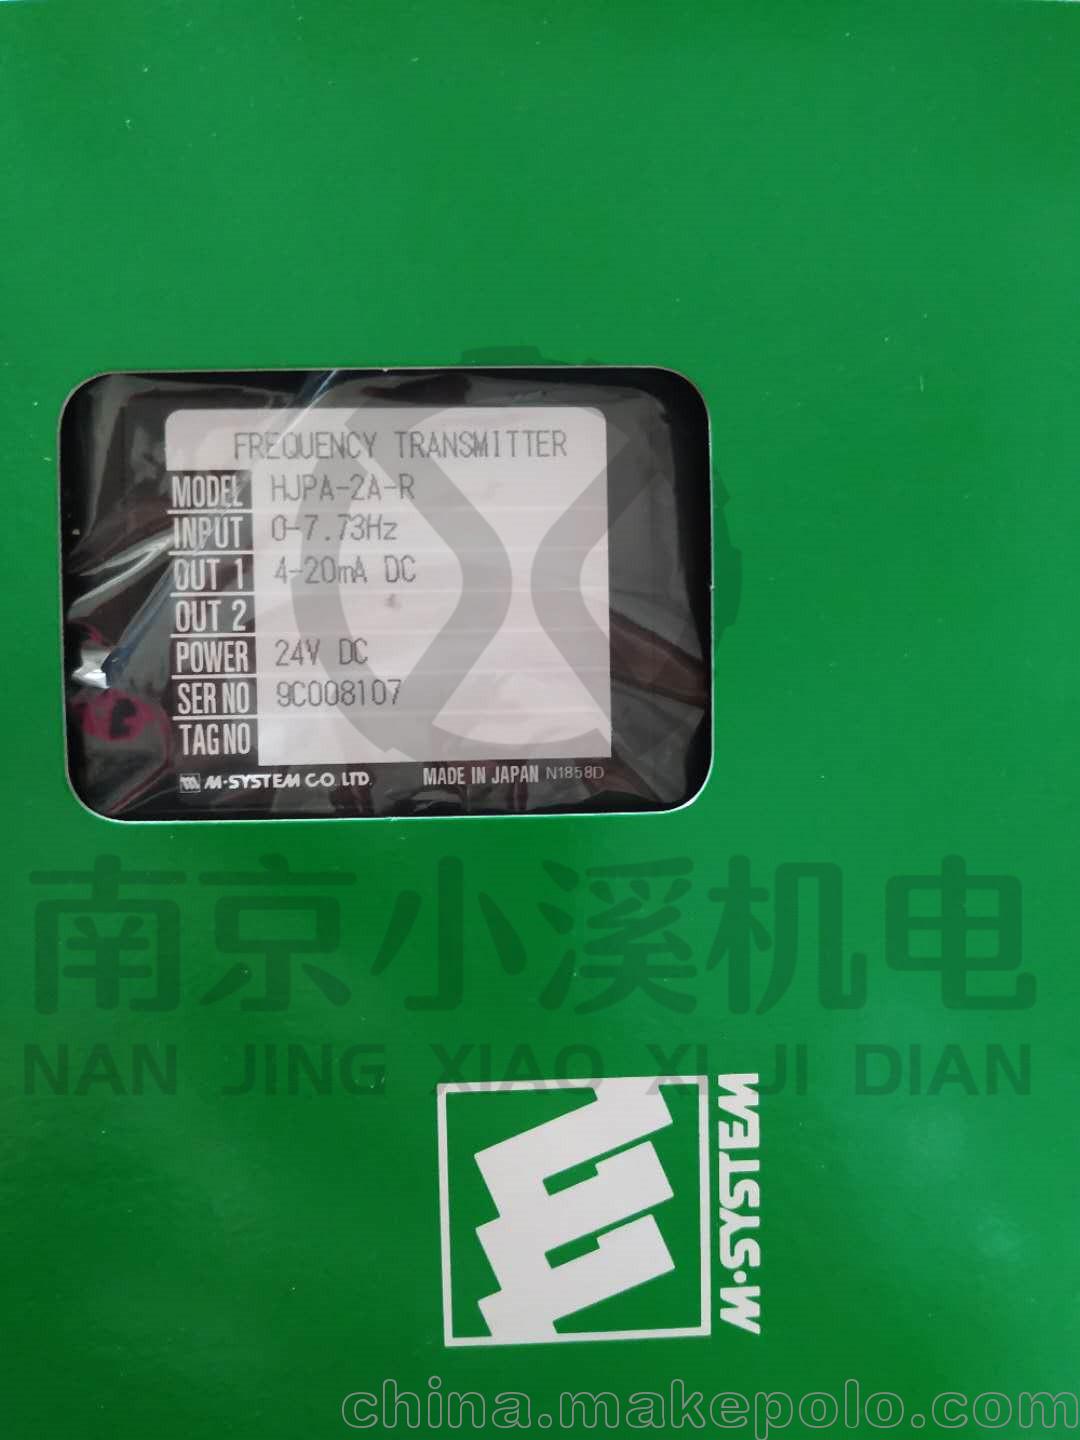 FREQUENCY TRANSMITTER
MODEL HJPA-2A-R
INPUT 0-7.73Hz
OUT 1 4-20mA DC
OUT 2
POWER 24V DC
SER NO 9C008107
TAG NO
M·SYSTEM CO. LTD. MADE IN JAPAN N1858D
南京小溪机电
NAN JING XIAO XI JI DIAN
M·SYSTEM
china.makepolo.com